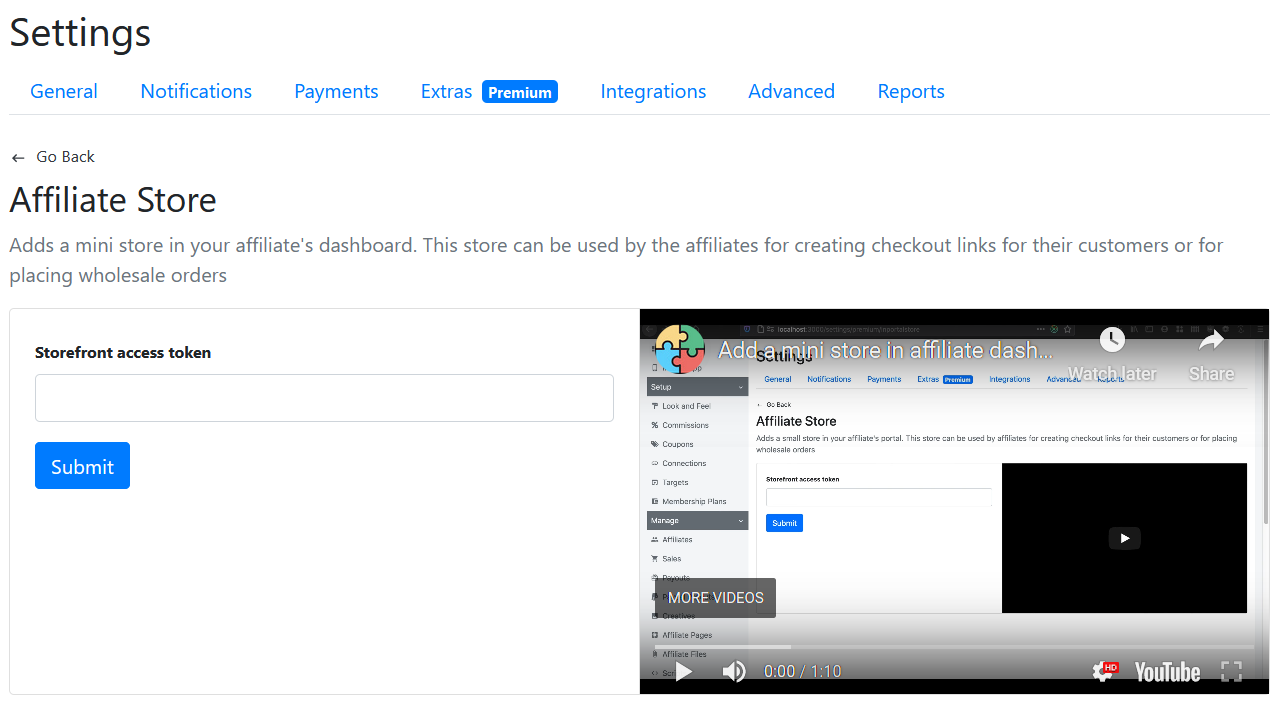 Settings
General Notifications Payments Extras Premium Integrations Advanced Reports
← Go Back
Affiliate Store
Adds a mini store in your affiliate's dashboard. This store can be used by the affiliates for creating checkout links for their customers or for
placing wholesale orders
Storefront access token
Submit
localhost:3000/settings/premium/inportalstore
Add a mini store in affiliate dash...
Watch later
Share
Settings
General Notifications Payments Extras Premium Integrations Advanced Reports
Setup
Look and Feel
Commissions
Coupons
Connections
Targets
Membership Plans
Manage
Affiliates
Sales
Payouts
Creatives
Affiliate Pages
Affiliate Files
← Go Back
Affiliate Store
Adds a small store in your affiliate's portal. This store can be used by affiliates for creating checkout links for their customers or for placing
wholesale orders
Storefront access token
Submit
MORE VIDEOS
0:00 / 1:10
HD
YouTube